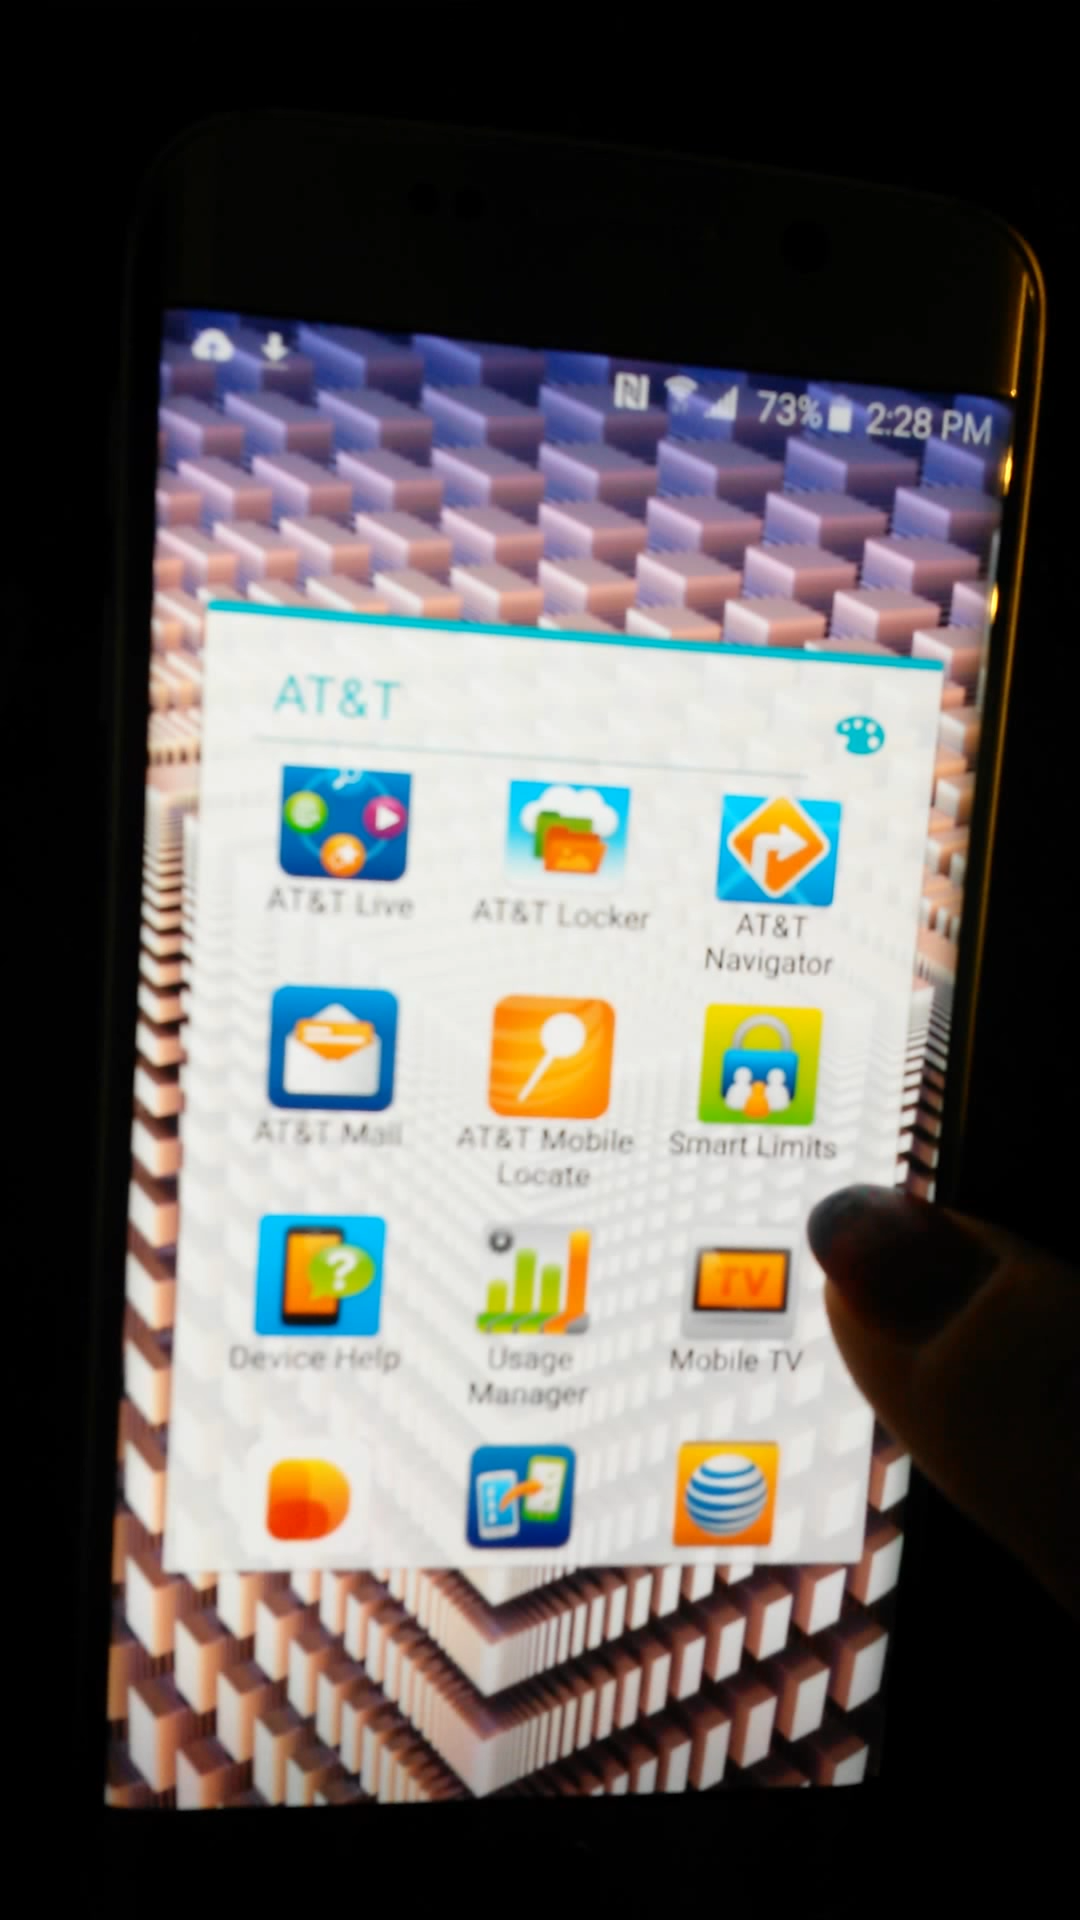 73% 2:28 PM
AT&T
AT&T Live
AT&T Locker
AT&T
Navigator
AT&T Mail
AT&T Mobile
Locate
Smart Limits
?
Device Help
Usage
Manager
TV
Mobile TV